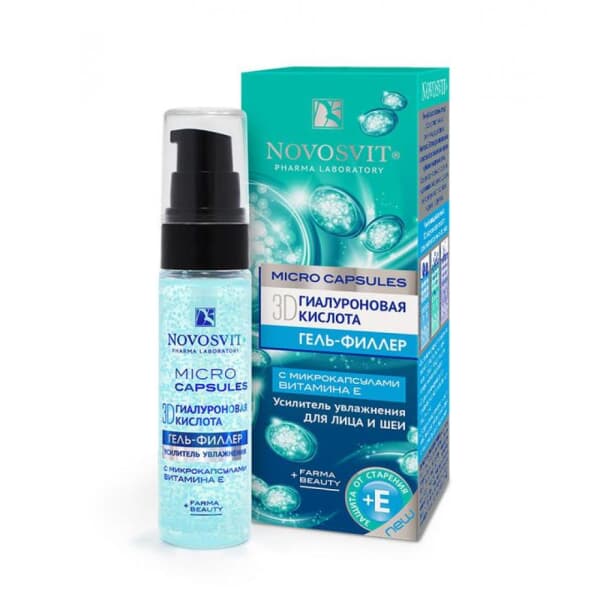 NOVOSVIT®
PHARMA LABORATORY
MICRO CAPSULES
3D ГИАЛУРОНОВАЯ
КИСЛОТА
ГЕЛЬ-ФИЛЛЕР
С МИКРОКАПСУЛАМИ
ВИТАМИНА Е
Усилитель увлажнения
ДЛЯ ЛИЦА И ШЕИ
+ FARMA
BEAUTY
ЗАЩИТА ОТ СТАРЕНИЯ
+E
new
NOVOSVIT
PHARMA LABORATORY
MICRO
CAPSULES
3D ГИАЛУРОНОВАЯ
КИСЛОТА
ГЕЛЬ-ФИЛЛЕР
УСИЛИТЕЛЬ УВЛАЖНЕНИЯ
С МИКРОКАПСУЛАМИ
ВИТАМИНА Е
+ FARMA
BEAUTY